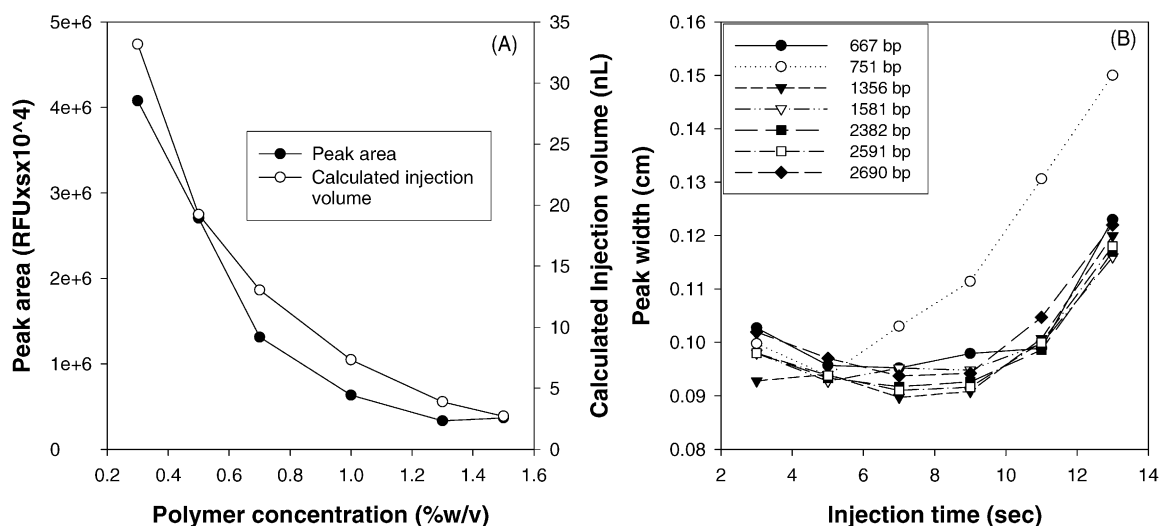 5e+6
4e+6
3e+6
2e+6
1e+6
0
Peak area (RFUxsx10^4)
(A)
Peak area
Calculated injection
volume
35
30
25
20
15
10
5
0
Calculated Injection volume (nL)
0.2 0.4 0.6 0.8 1.0 1.2 1.4 1.6
Polymer concentration (%w/v)
0.16
0.15
0.14
0.13
0.12
0.11
0.10
0.09
0.08
Peak width (cm)
(B)
667 bp
751 bp
1356 bp
1581 bp
2382 bp
2591 bp
2690 bp
2 4 6 8 10 12 14
Injection time (sec)